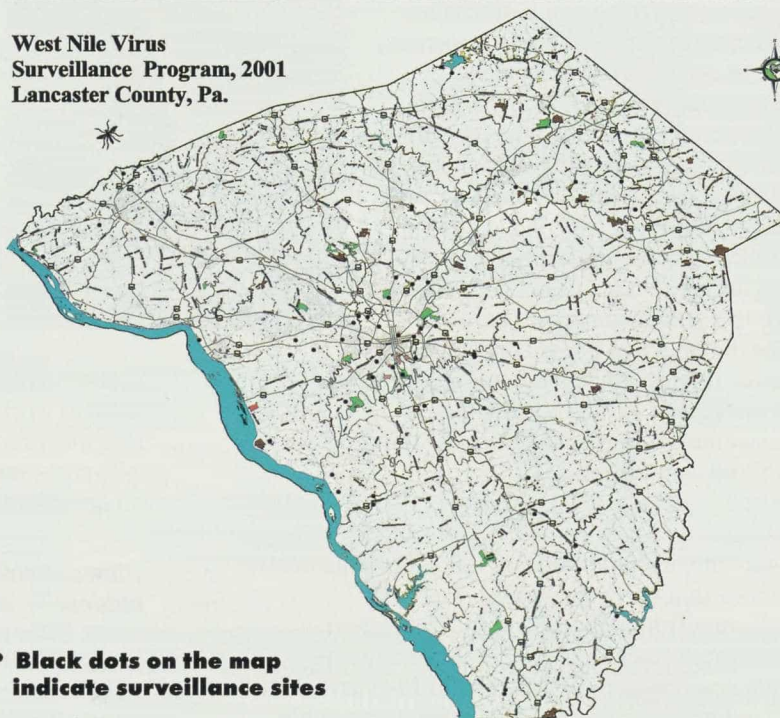 West Nile Virus
Surveillance Program, 2001
Lancaster County, Pa.
Black dots on the map
indicate surveillance sites